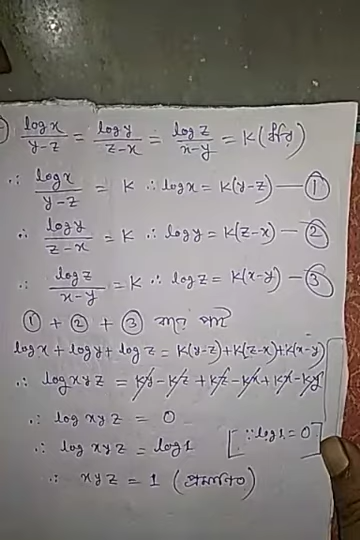 log x / y-z = log y / z-x = log z / x-y = K (ধরি)
∴ log x / y-z = K ∴ log x = K(y-z) — ①
∴ log y / z-x = K ∴ log y = K(z-x) — ②
∴ log z / x-y = K ∴ log z = K(x-y) — ③
① + ② + ③ পাই
log x + log y + log z = K(y-z) + K(z-x) + K(x-y)
∴ log xyz = Ky - Kz + Kz - Kx + Kx - Ky
∴ log xyz = 0
∴ log xyz = log 1 [∵ log 1 = 0]
∴ xyz = 1 (প্রমাণিত)